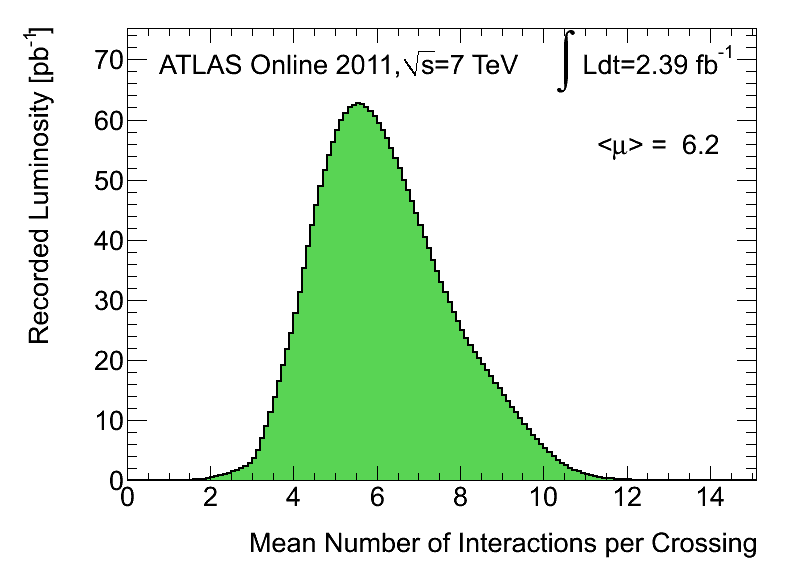 Recorded Luminosity [pb⁻¹]
70
60
50
40
30
20
10
0
ATLAS Online 2011, √s=7 TeV ∫ Ldt=2.39 fb⁻¹
<μ> = 6.2
0 2 4 6 8 10 12 14
Mean Number of Interactions per Crossing